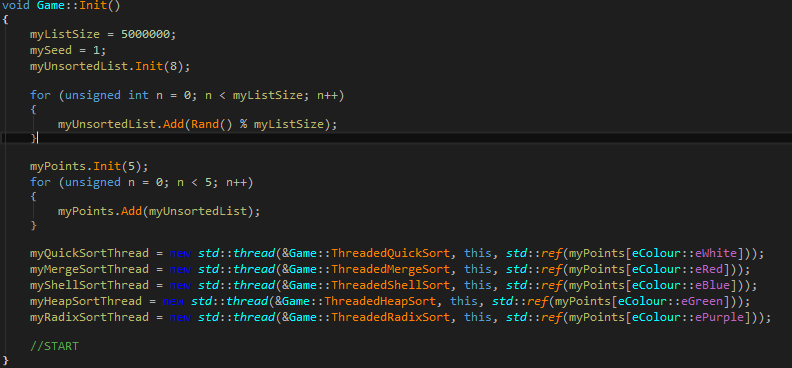 void Game::Init()
{
myListSize = 5000000;
mySeed = 1;
myUnsortedList.Init(8);
for (unsigned int n = 0; n < myListSize; n++)
{
myUnsortedList.Add(Rand() % myListSize);
}
myPoints.Init(5);
for (unsigned n = 0; n < 5; n++)
{
myPoints.Add(myUnsortedList);
}
myQuickSortThread = new std::thread(&Game::ThreadedQuickSort, this, std::ref(myPoints[eColour::eWhite]));
myMergeSortThread = new std::thread(&Game::ThreadedMergeSort, this, std::ref(myPoints[eColour::eRed]));
myShellSortThread = new std::thread(&Game::ThreadedShellSort, this, std::ref(myPoints[eColour::eBlue]));
myHeapSortThread = new std::thread(&Game::ThreadedHeapSort, this, std::ref(myPoints[eColour::eGreen]));
myRadixSortThread = new std::thread(&Game::ThreadedRadixSort, this, std::ref(myPoints[eColour::ePurple]));
//START
}